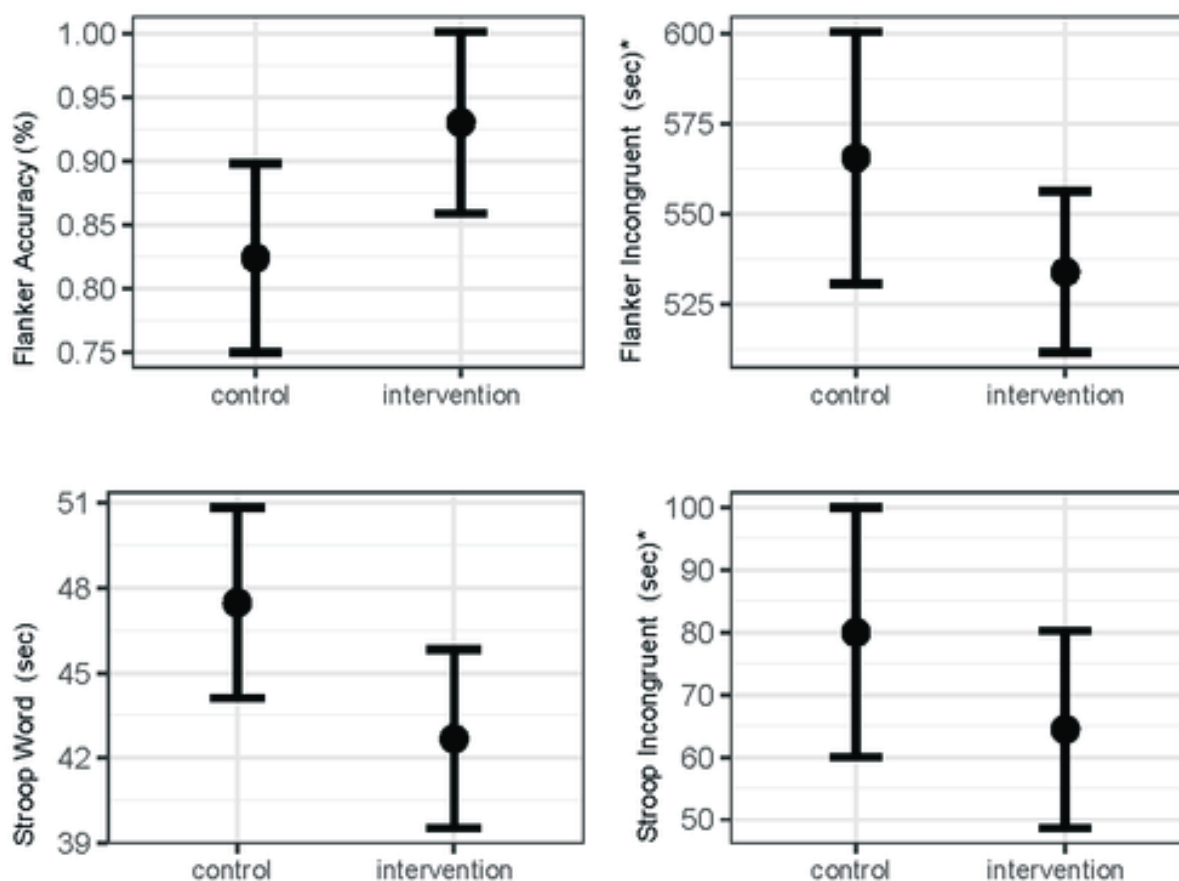 Flanker Accuracy (%)
1.00
0.95
0.90
0.85
0.80
0.75
control intervention
Flanker Incongruent (sec)*
600
575
550
525
control intervention
Stroop Word (sec)
51
48
45
42
39
control intervention
Stroop Incongruent (sec)*
100
90
80
70
60
50
control intervention